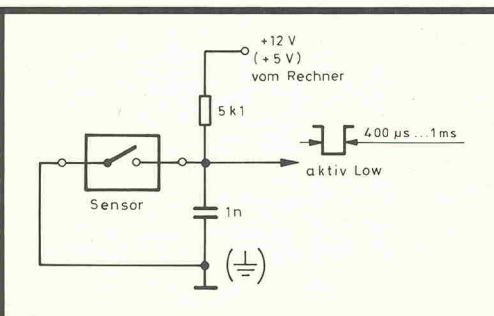 +12 V
(+5 V)
vom Rechner
5k1
400 µs...1ms
aktiv Low
Sensor
1n